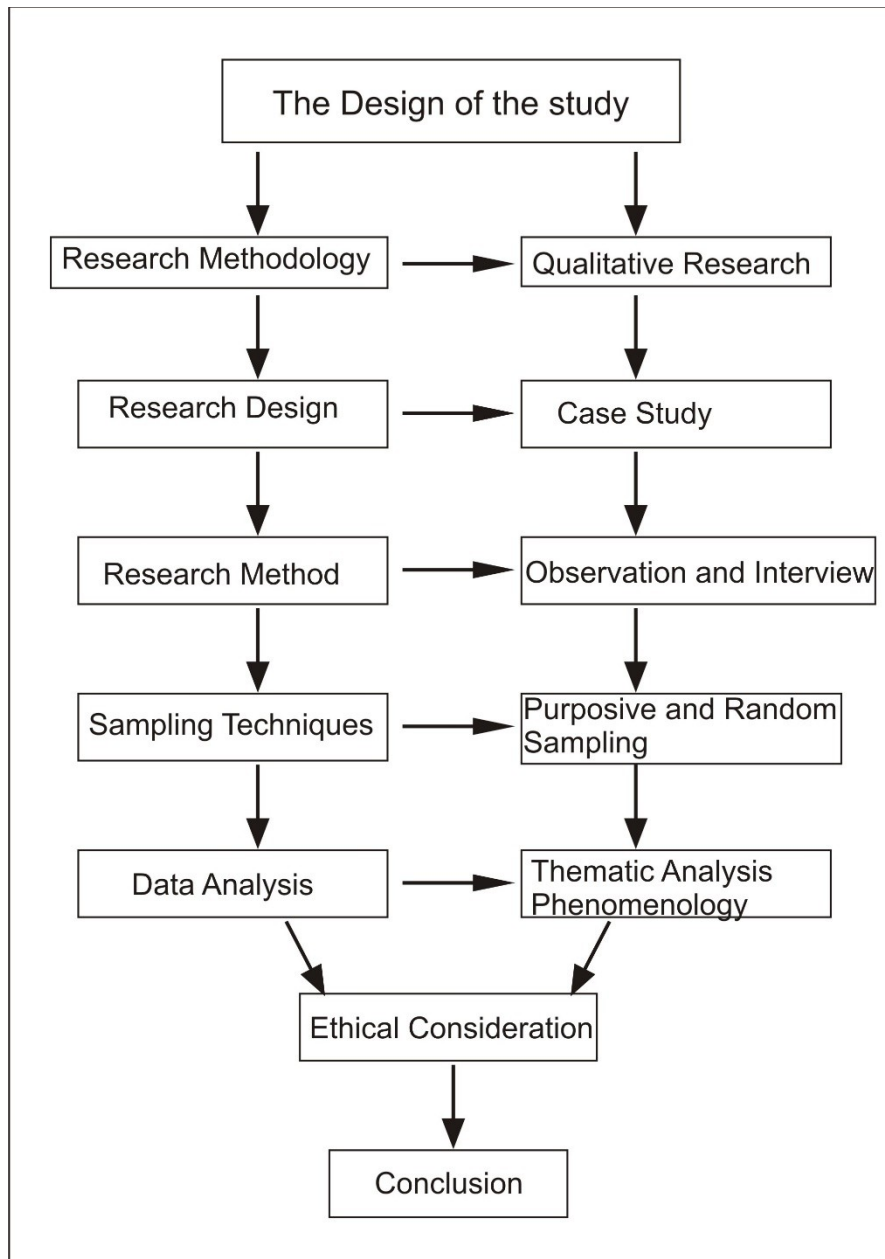 The Design of the study
Research Methodology
Qualitative Research
Research Design
Case Study
Research Method
Observation and Interview
Sampling Techniques
Purposive and Random
Sampling
Data Analysis
Thematic Analysis
Phenomenology
Ethical Consideration
Conclusion